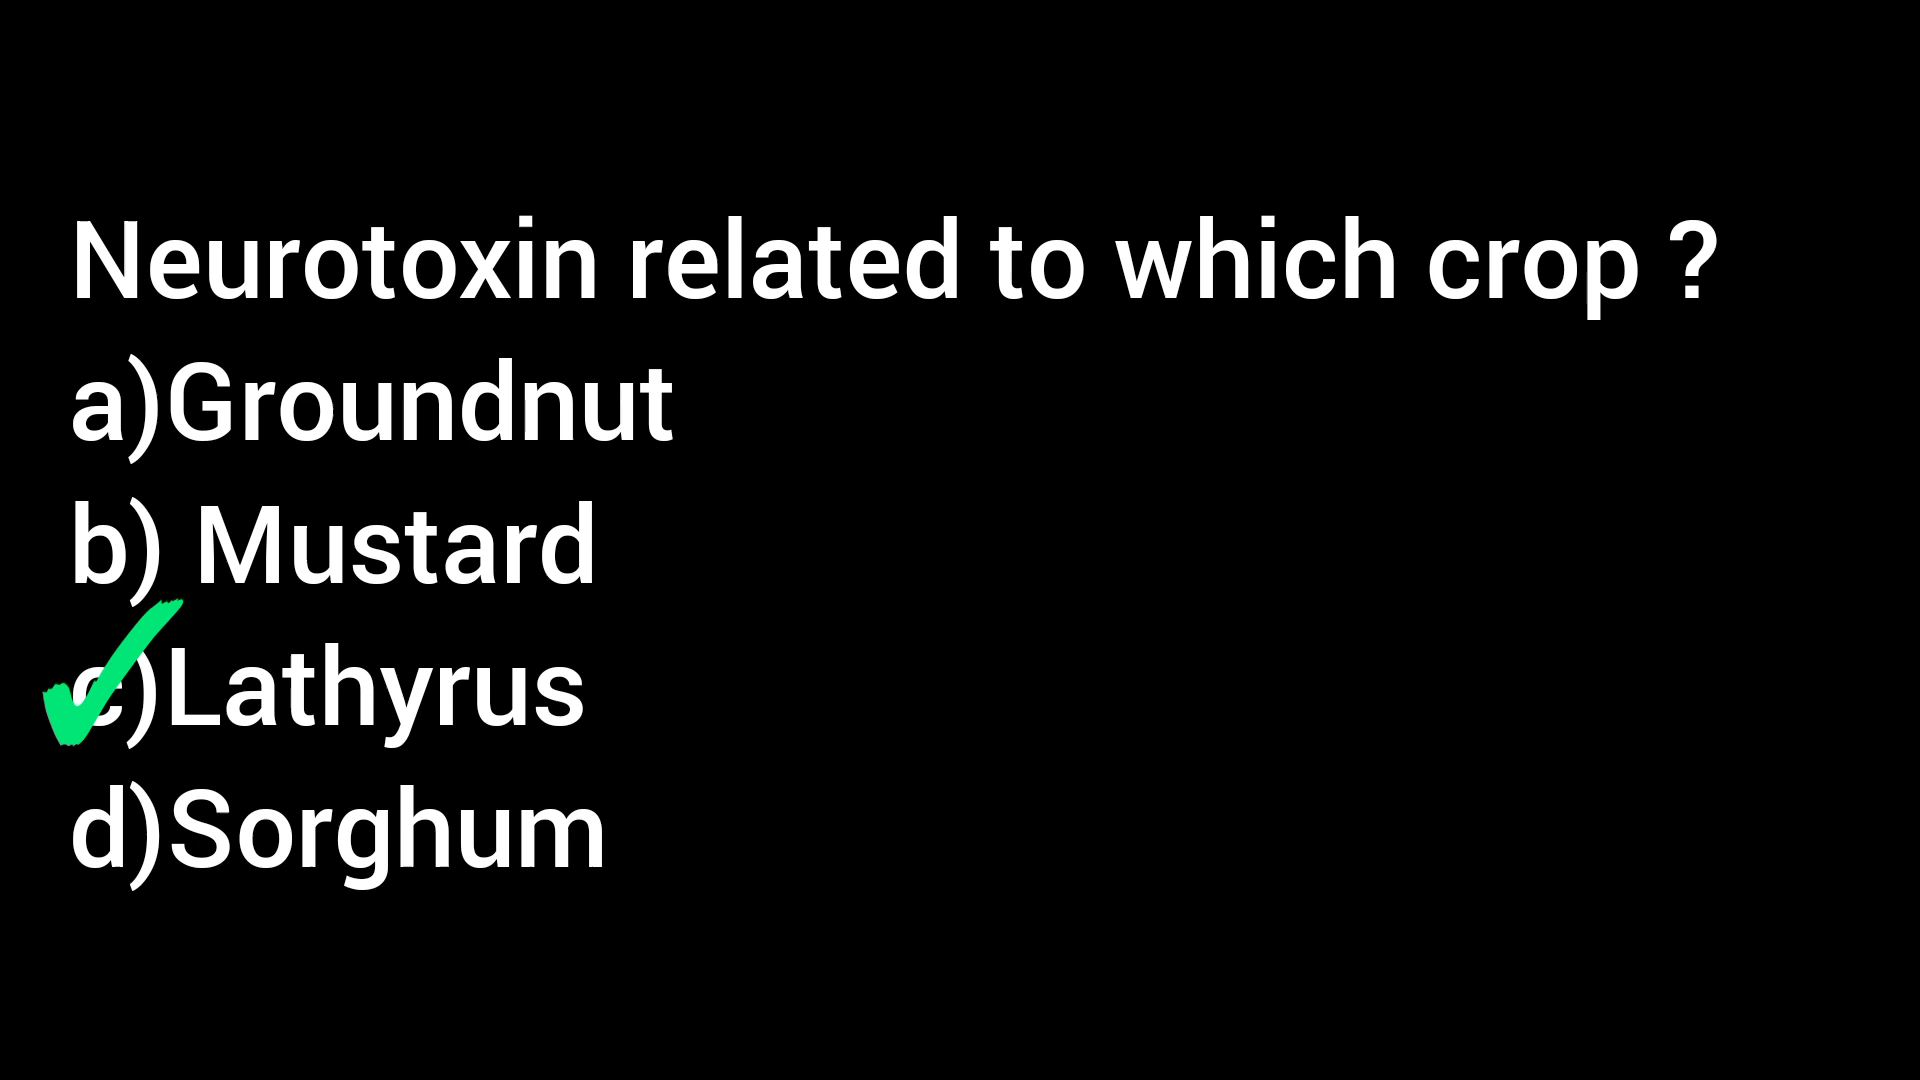 Neurotoxin related to which crop ?
a)Groundnut
b) Mustard
c)Lathyrus
d)Sorghum